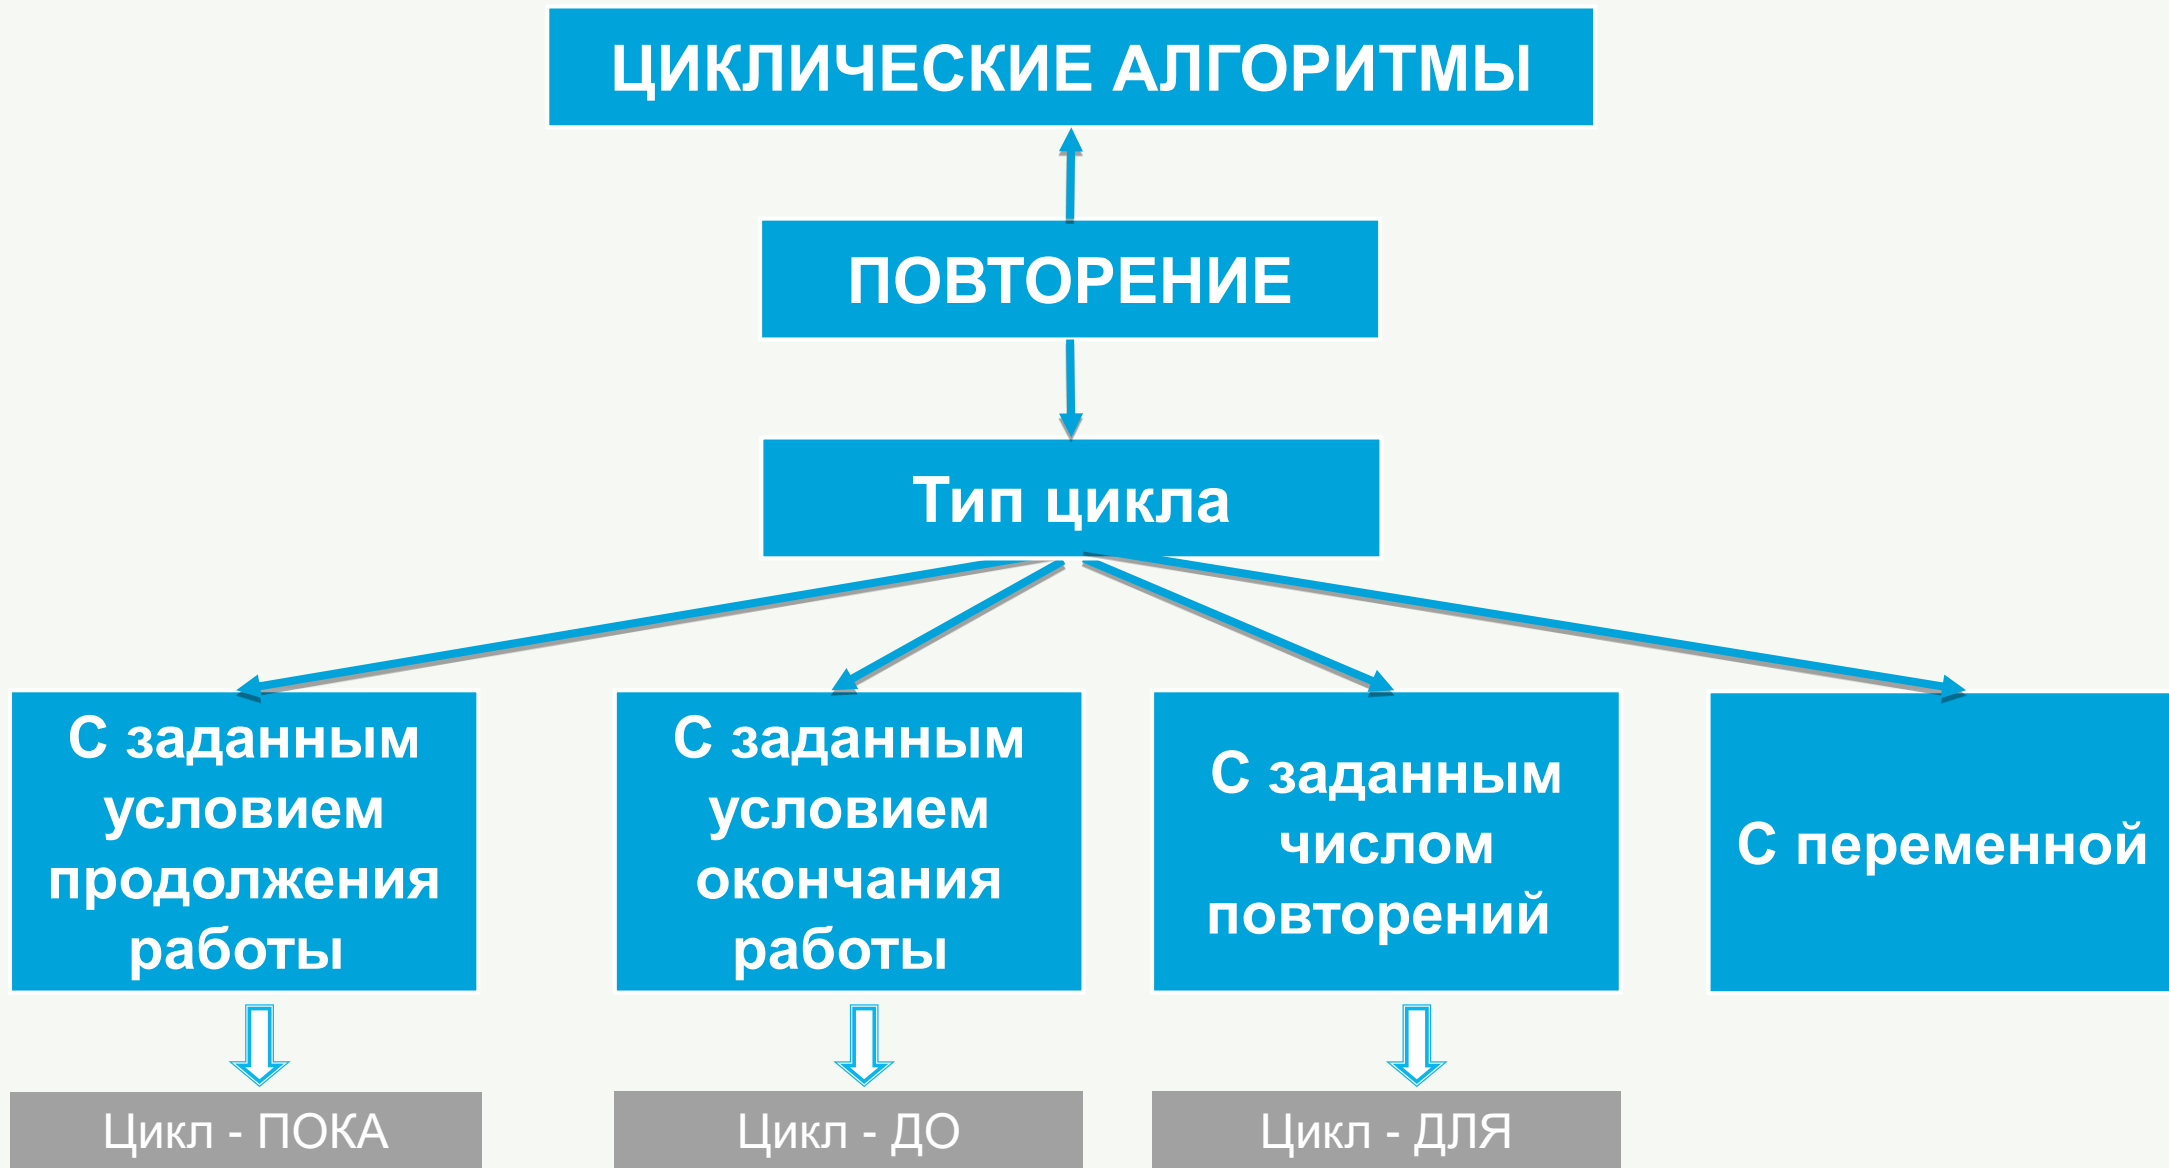 ЦИКЛИЧЕСКИЕ АЛГОРИТМЫ
ПОВТОРЕНИЕ
Тип цикла
С заданным
условием
продолжения
работы
С заданным
условием
окончания
работы
С заданным
числом
повторений
С переменной
Цикл - ПОКА
Цикл - ДО
Цикл - ДЛЯ